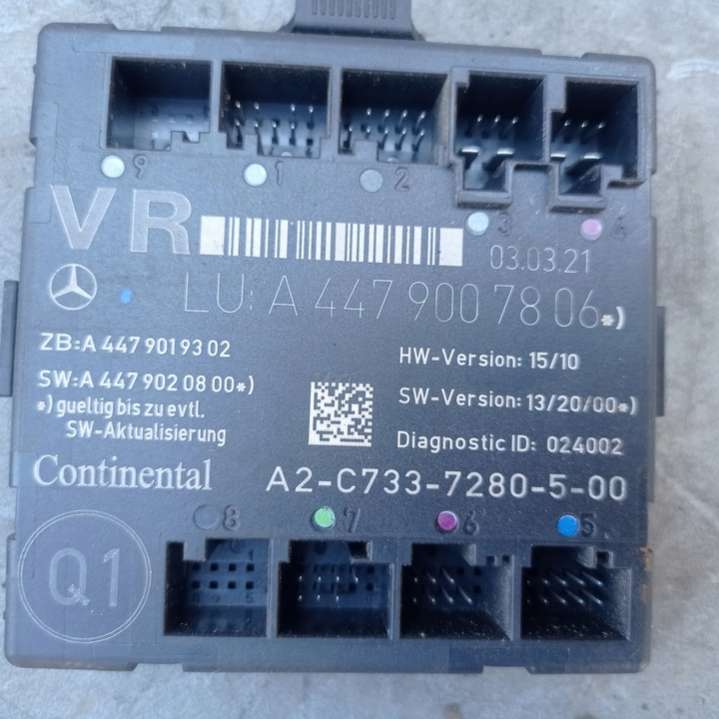 9 1 2 3 4
VR
03.03.21
LU: A 447 900 78 06*)
ZB: A 447 901 93 02
HW-Version: 15/10
SW: A 447 902 08 00*)
SW-Version: 13/20/00*)
*) gueltig bis zu evtl.
SW-Aktualisierung
Diagnostic ID: 024002
Continental
A2-C733-7280-5-00
8 7 6 5
Q1